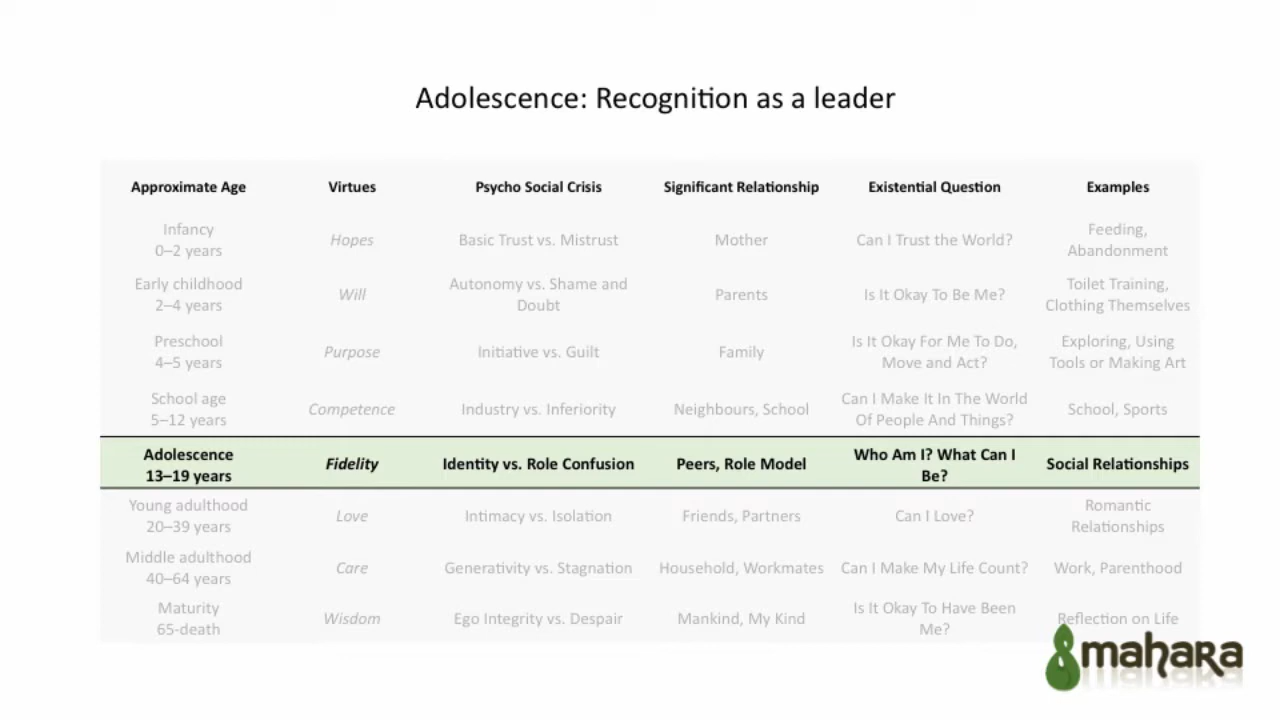 Adolescence: Recognition as a leader
Approximate Age Virtues Psycho Social Crisis Significant Relationship Existential Question Examples
Infancy
0–2 years
Hopes
Basic Trust vs. Mistrust
Mother
Can I Trust the World?
Feeding,
Abandonment
Early childhood
2–4 years
Will
Autonomy vs. Shame and
Doubt
Parents
Is It Okay To Be Me?
Toilet Training,
Clothing Themselves
Preschool
4–5 years
Purpose
Initiative vs. Guilt
Family
Is It Okay For Me To Do,
Move and Act?
Exploring, Using
Tools or Making Art
School age
5–12 years
Competence
Industry vs. Inferiority
Neighbours, School
Can I Make It In The World
Of People And Things?
School, Sports
Adolescence
13–19 years
Fidelity
Identity vs. Role Confusion
Peers, Role Model
Who Am I? What Can I
Be?
Social Relationships
Young adulthood
20–39 years
Love
Intimacy vs. Isolation
Friends, Partners
Can I Love?
Romantic
Relationships
Middle adulthood
40–64 years
Care
Generativity vs. Stagnation
Household, Workmates
Can I Make My Life Count?
Work, Parenthood
Maturity
65-death
Wisdom
Ego Integrity vs. Despair
Mankind, My Kind
Is It Okay To Have Been
Me?
Reflection on Life
mahara